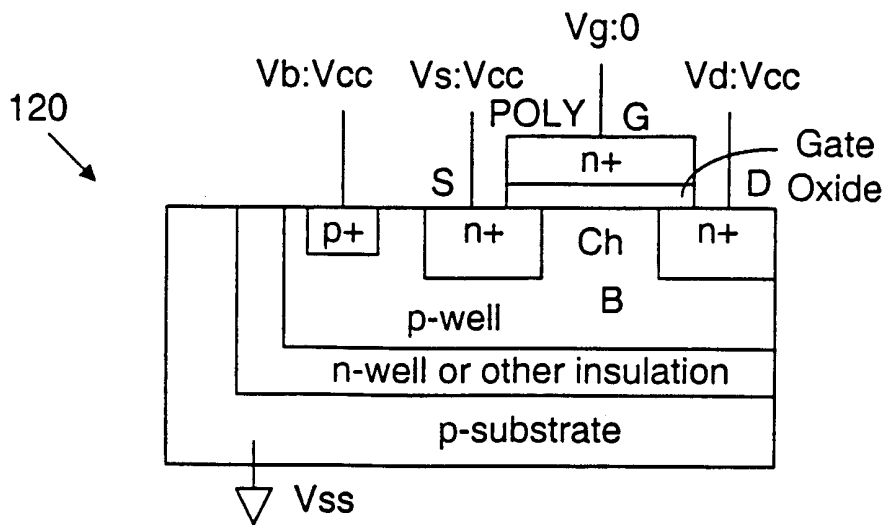 Vg:0
Vb:Vcc Vs:Vcc Vd:Vcc
120
POLY G
Gate
Oxide
n+
S D
p+ n+ Ch n+
B
p-well
n-well or other insulation
p-substrate
Vss